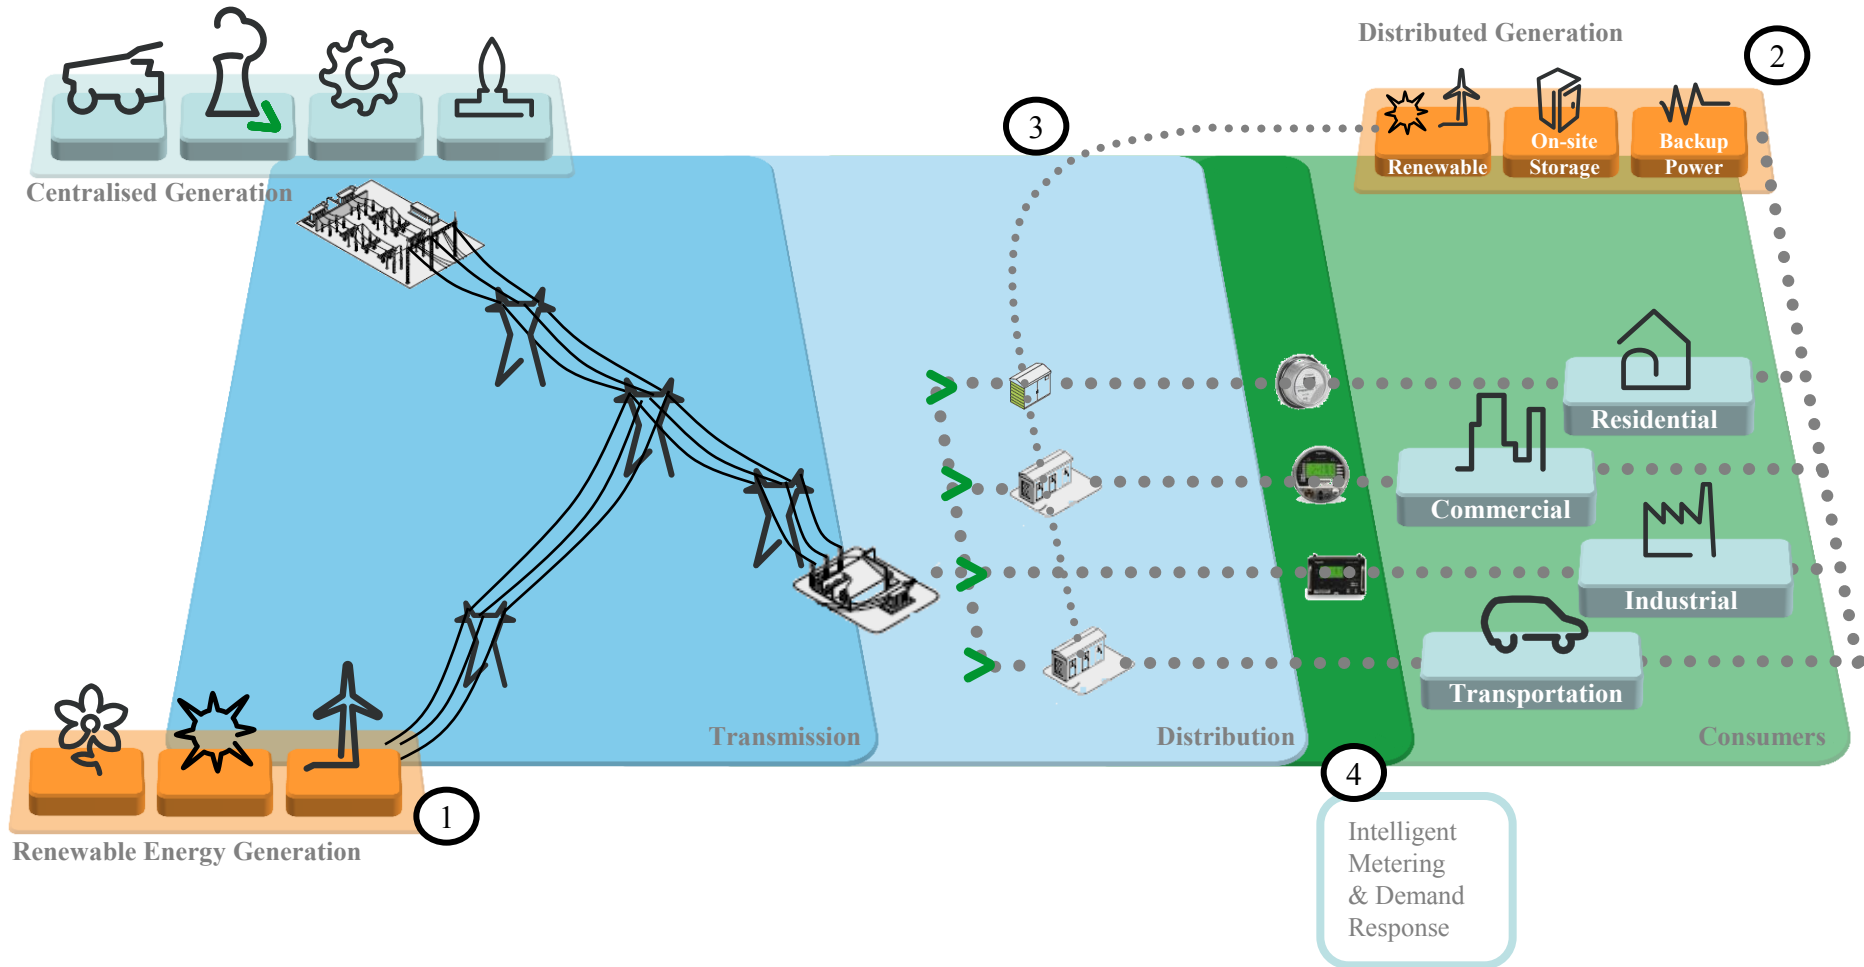 Distributed Generation
2
3
On-site
Storage
Backup
Power
Renewable
Centralised Generation
Residential
Commercial
Industrial
Transportation
Transmission
Distribution
Consumers
4
1
Renewable Energy Generation
Intelligent
Metering
& Demand
Response